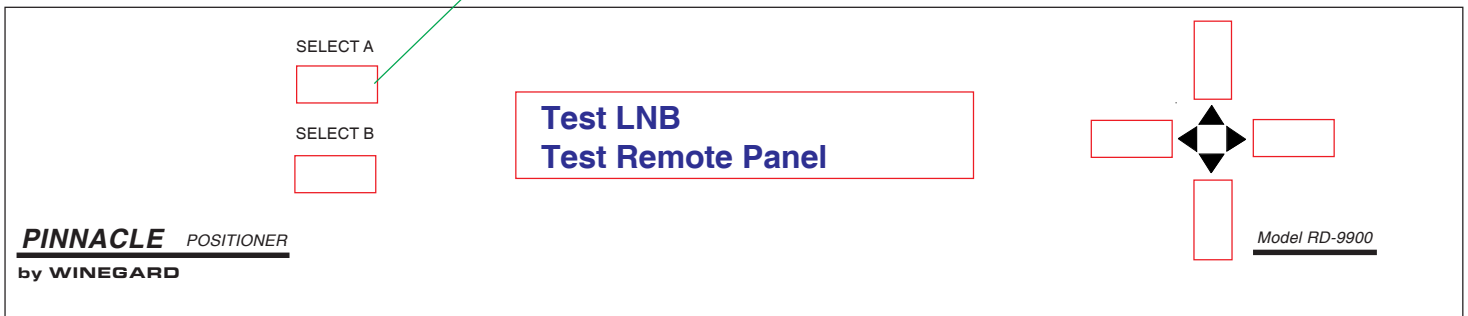 SELECT A
Test LNB
SELECT B
Test Remote Panel
PINNACLE POSITIONER
Model RD-9900
by WINEGARD